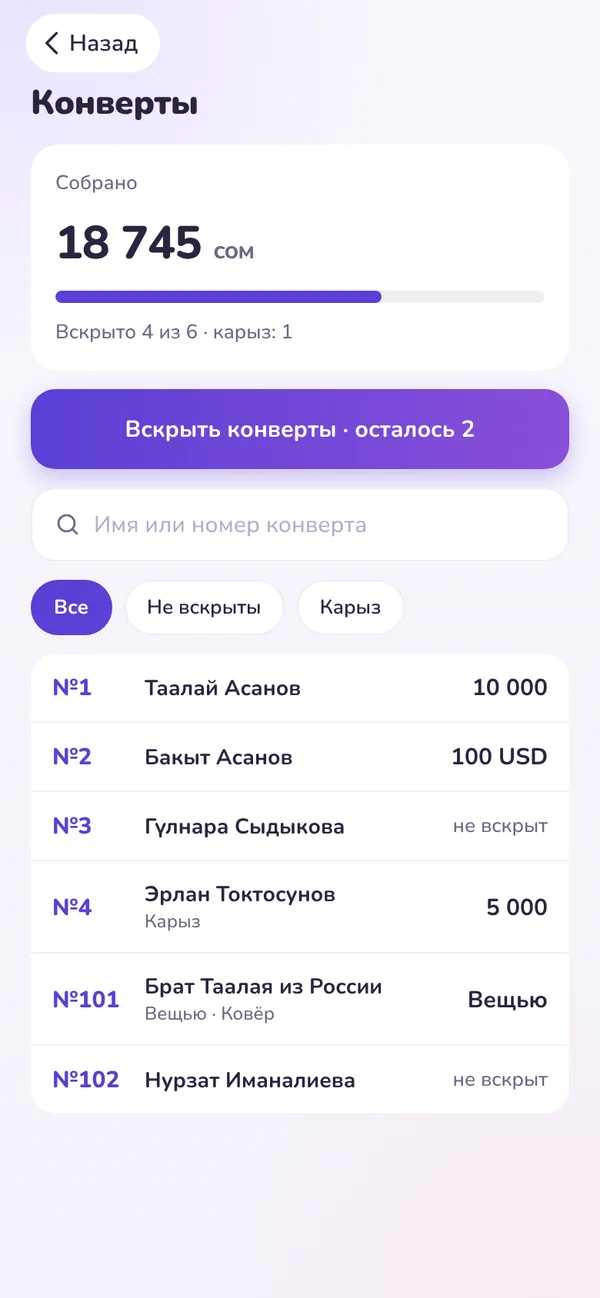 Назад
Конверты
Собрано
18 745 сом
Вскрыто 4 из 6 · карыз: 1
Вскрыть конверты · осталось 2
Имя или номер конверта
Все
Не вскрыты
Карыз
№1 Таалай Асанов 10 000
№2 Бакыт Асанов 100 USD
№3 Гүлнара Сыдыкова не вскрыт
№4 Эрлан Токтосунов 5 000
Карыз
№101 Брат Таалая из России Вещью
Вещью · Ковёр
№102 Нурзат Иманалиева не вскрыт